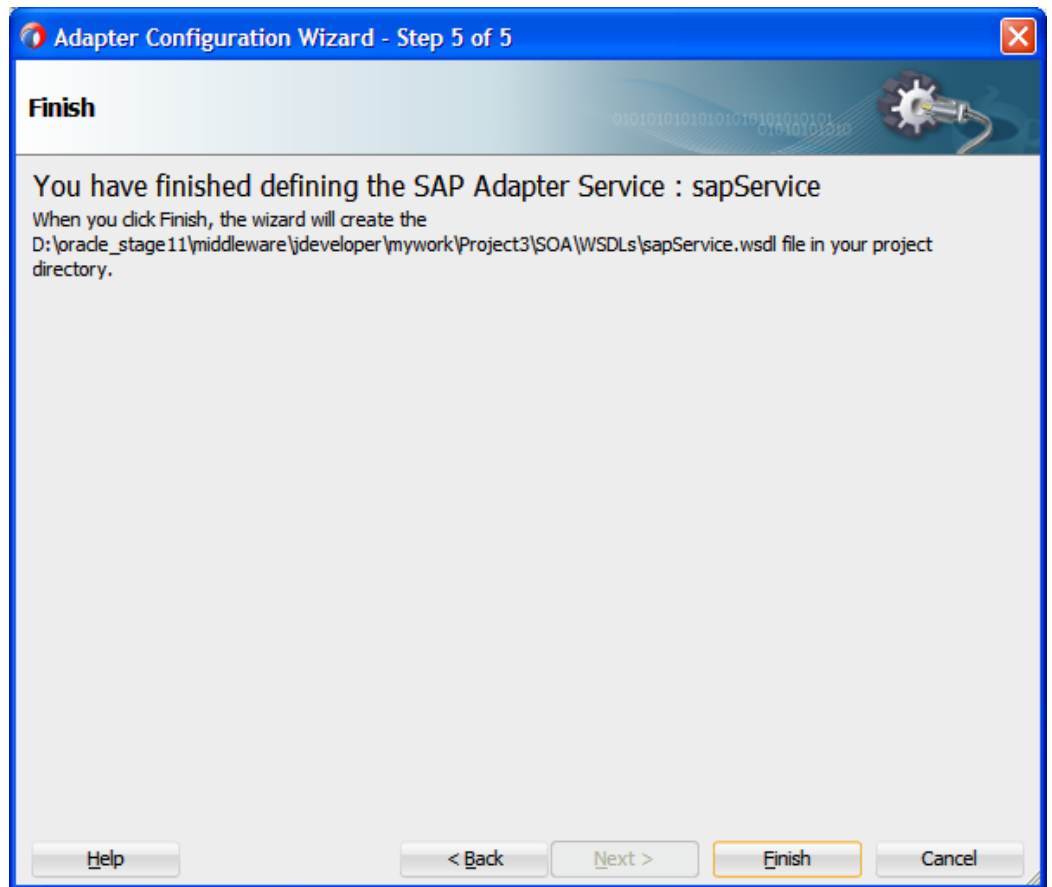 Adapter Configuration Wizard - Step 5 of 5
Finish
0101010101010101010101010101
01010101010
You have finished defining the SAP Adapter Service : sapService
When you click Finish, the wizard will create the
D:\oracle_stage11\middleware\jdeveloper\mywork\Project3\SOA\WSDLs\sapService.wsdl file in your project
directory.
Help
< Back
Next >
Finish
Cancel